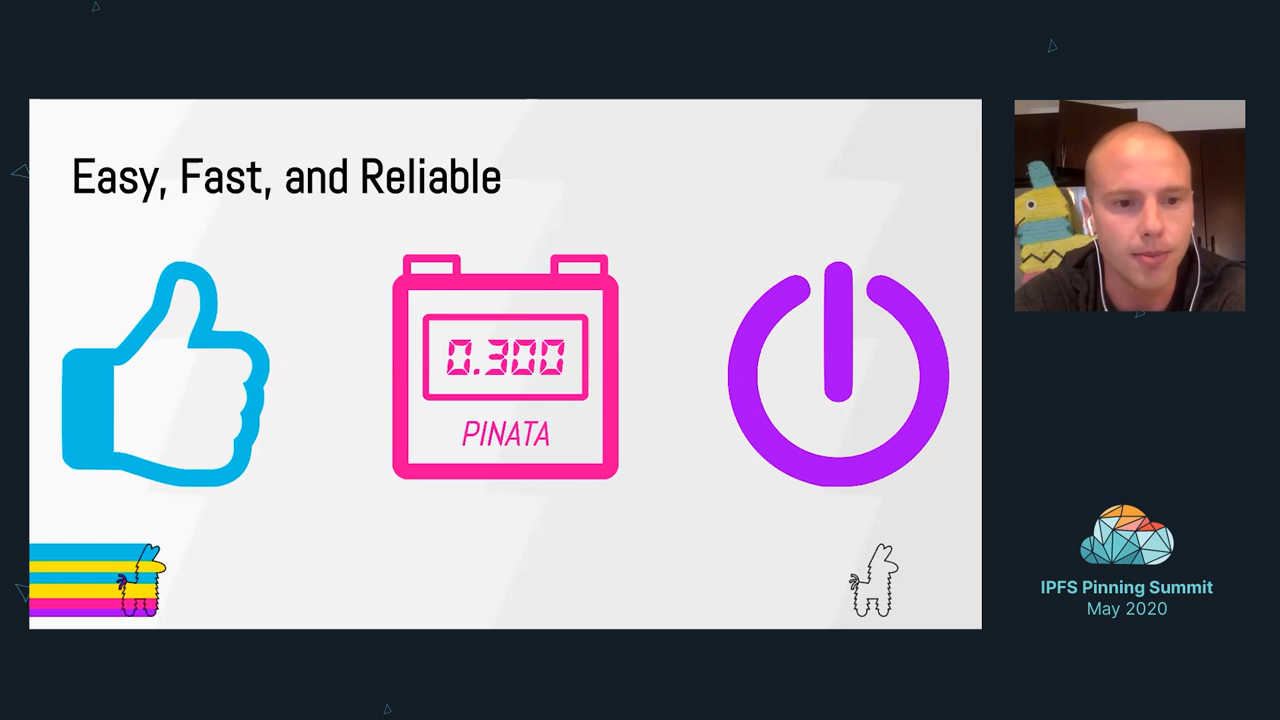 Easy, Fast, and Reliable
0.300
PINATA
IPFS Pinning Summit
May 2020